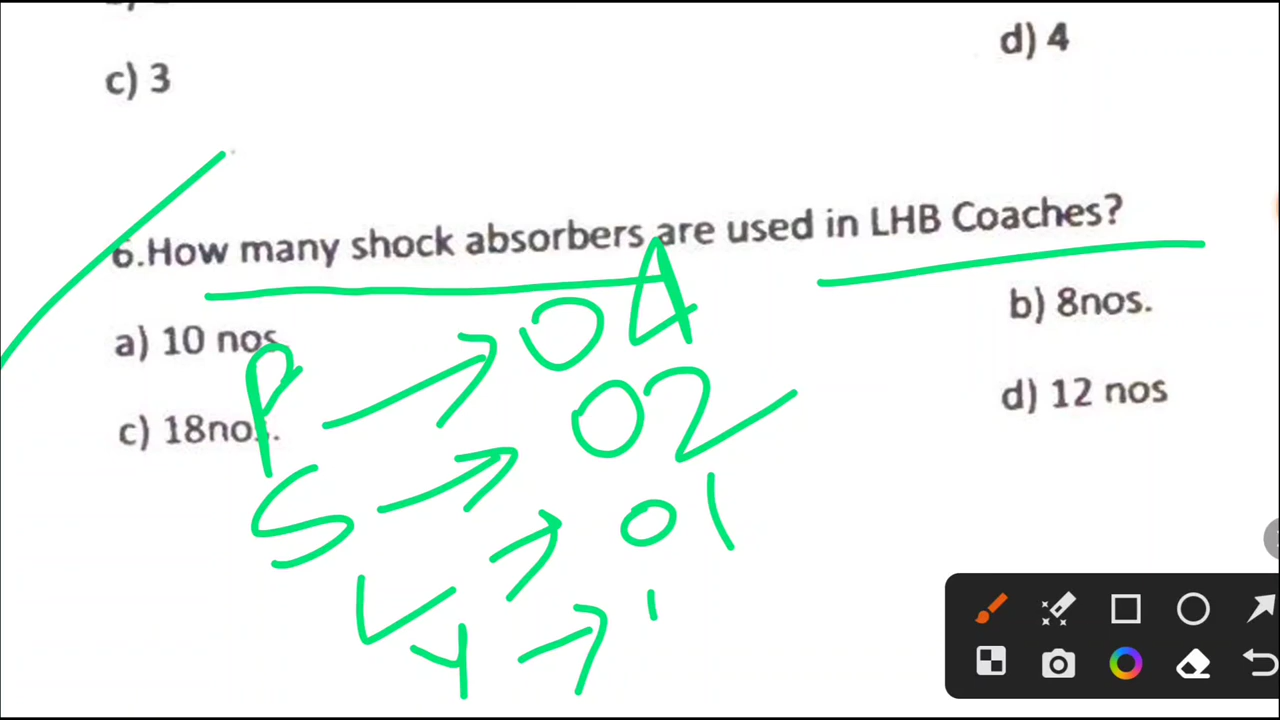 c) 3
d) 4
6.How many shock absorbers are used in LHB Coaches?
a) 10 nos.
b) 8nos.
c) 18nos.
d) 12 nos
P → 04
S → 02
L → 01
Y →